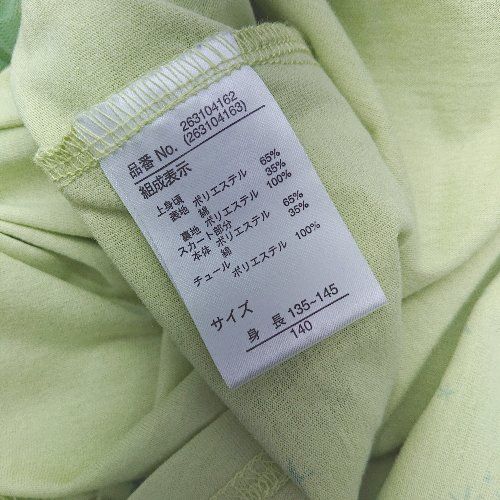 品番 No. 263104162
(263104163)
組成表示
上身頃
表地 ポリエステル 65%
綿 35%
裏地 ポリエステル 100%
スカート部分
本体 ポリエステル 65%
綿 35%
チュール ポリエステル 100%
サイズ
身長 135~145
140